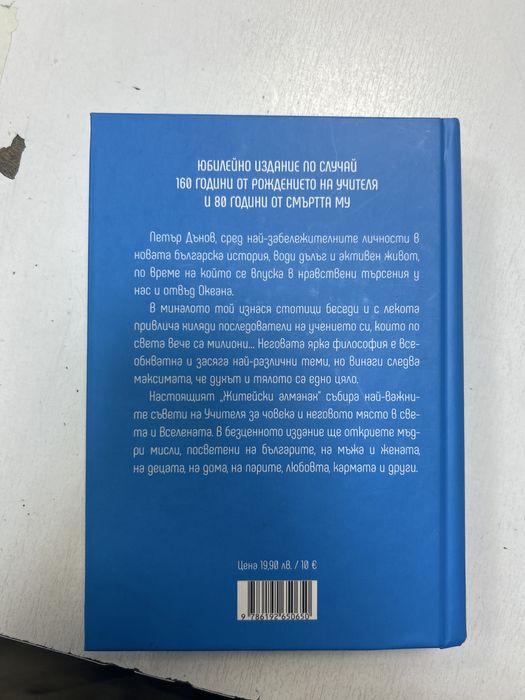 ЮБИЛЕЙНО ИЗДАНИЕ ПО СЛУЧАЙ
160 ГОДИНИ ОТ РОЖДЕНИЕТО НА УЧИТЕЛЯ
И 80 ГОДИНИ ОТ СМЪРТТА МУ
Петър Дънов, сред най-забележителните личности в
новата българска история, води дълъг и активен живот,
по време на който се впуска в нравствени търсения у
нас и отвъд Океана.
В миналото той изнася стотици беседи и с лекота
привлича хиляди последователи на учението си, които по
света вече са милиони... Неговата ярка философия е все-
обхватна и засяга най-различни теми, но винаги следва
максимата, че духът и тялото са едно цяло.
Настоящият „Житейски алманах“ събира най-важни-
те съвети на Учителя за човека и неговото място в све-
та и Вселената. В безценното издание ще откриете мъд-
ри мисли, посветени на българите, на мъжа и жената,
на децата, на дома, на парите, любовта, кармата и други.
Цена 19,90 лв. / 10 €
9 786192 650650